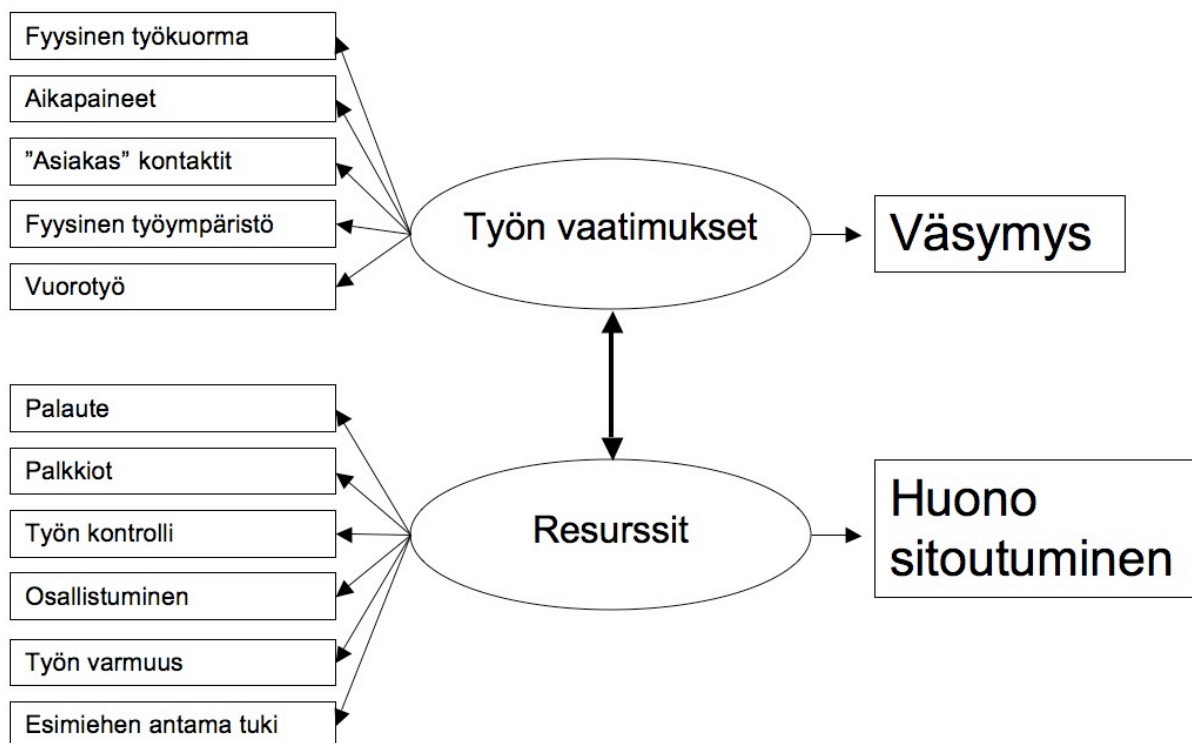 Fyysinen työkuorma
Aikapaineet
"Asiakas" kontaktit
Fyysinen työympäristö
Vuorotyö
Työn vaatimukset
Väsymys
Palaute
Palkkiot
Työn kontrolli
Osallistuminen
Työn varmuus
Esimiehen antama tuki
Resurssit
Huono
sitoutuminen